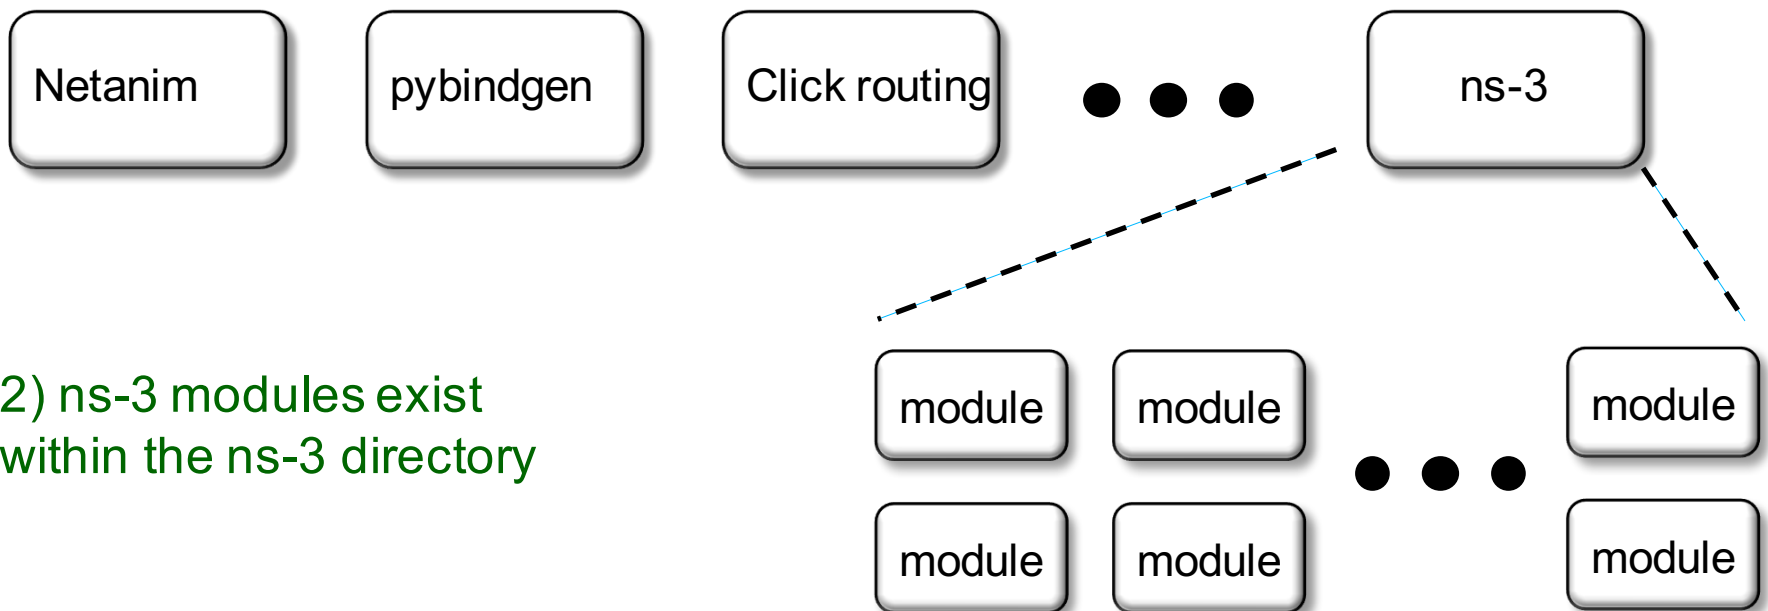 Netanim
pybindgen
Click routing
ns-3
2) ns-3 modules exist
within the ns-3 directory
module
module
module
module
module
module